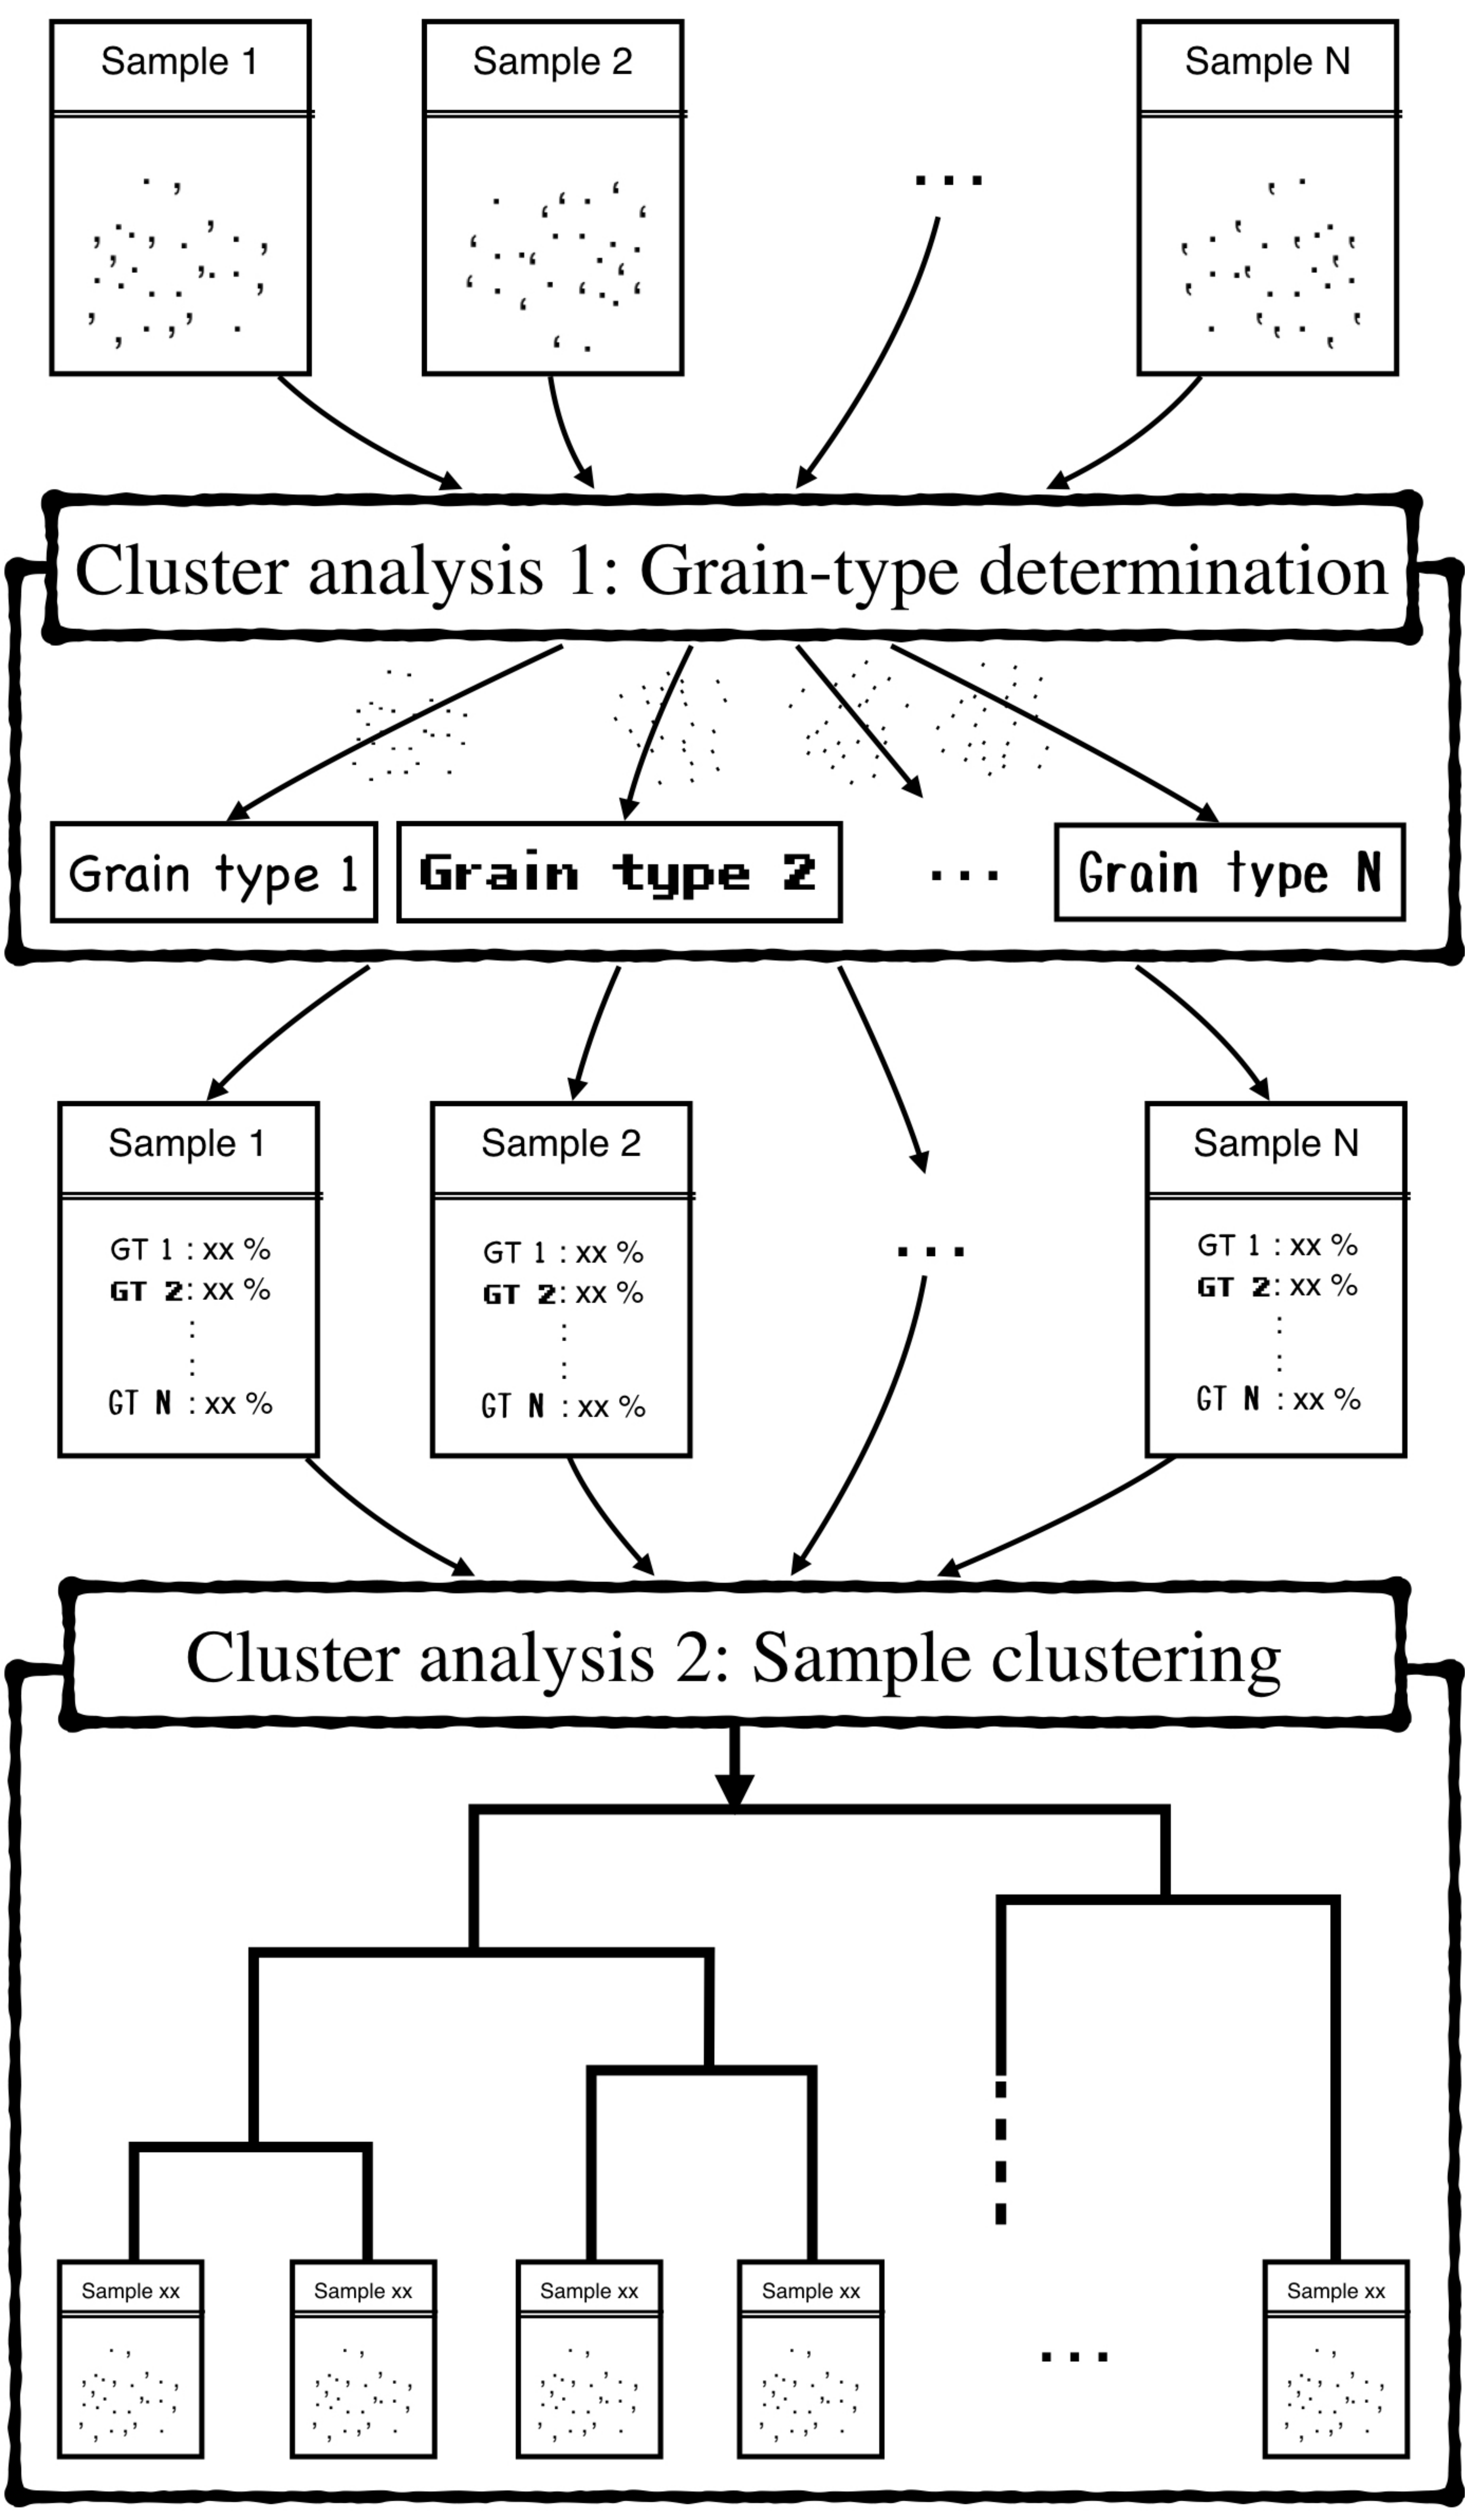 Sample 1
Sample 2
...
Sample N
Cluster analysis 1: Grain-type determination
Grain type 1
Grain type 2
...
Grain type N
Sample 1
GT 1 : xx %
GT 2: xx %
:
:
GT N : xx %
Sample 2
GT 1 : xx %
GT 2: xx %
:
:
GT N : xx %
...
Sample N
GT 1 : xx %
GT 2: xx %
:
:
GT N : xx %
Cluster analysis 2: Sample clustering
Sample xx
Sample xx
Sample xx
Sample xx
...
Sample xx